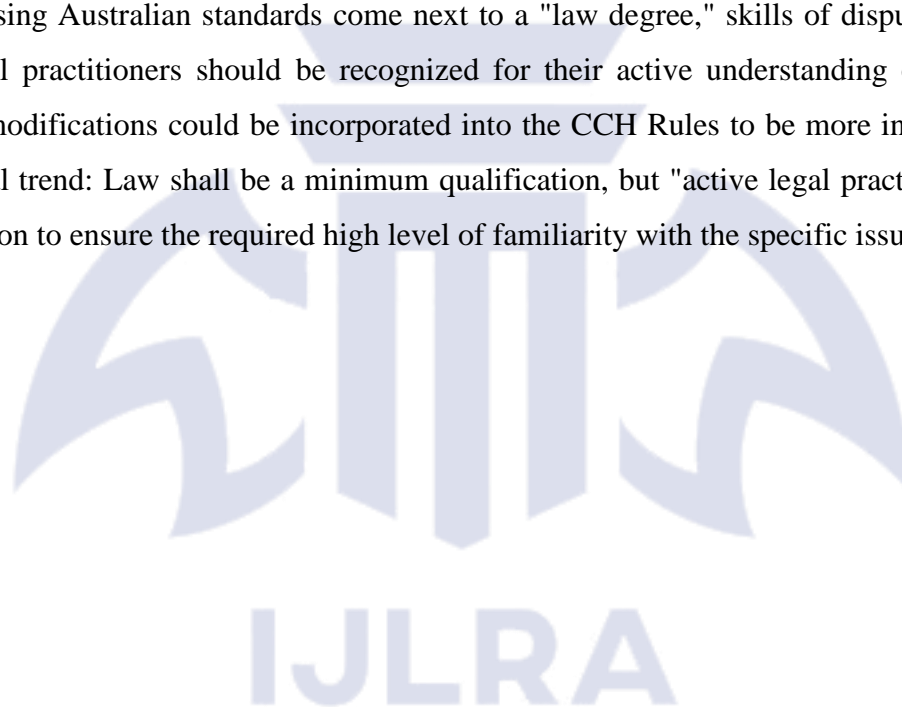 sing Australian standards come next to a "law degree," skills of dispu
l practitioners should be recognized for their active understanding
nodifications could be incorporated into the CCH Rules to be more in
l trend: Law shall be a minimum qualification, but "active legal pract
on to ensure the required high level of familiarity with the specific issu
IJLRA